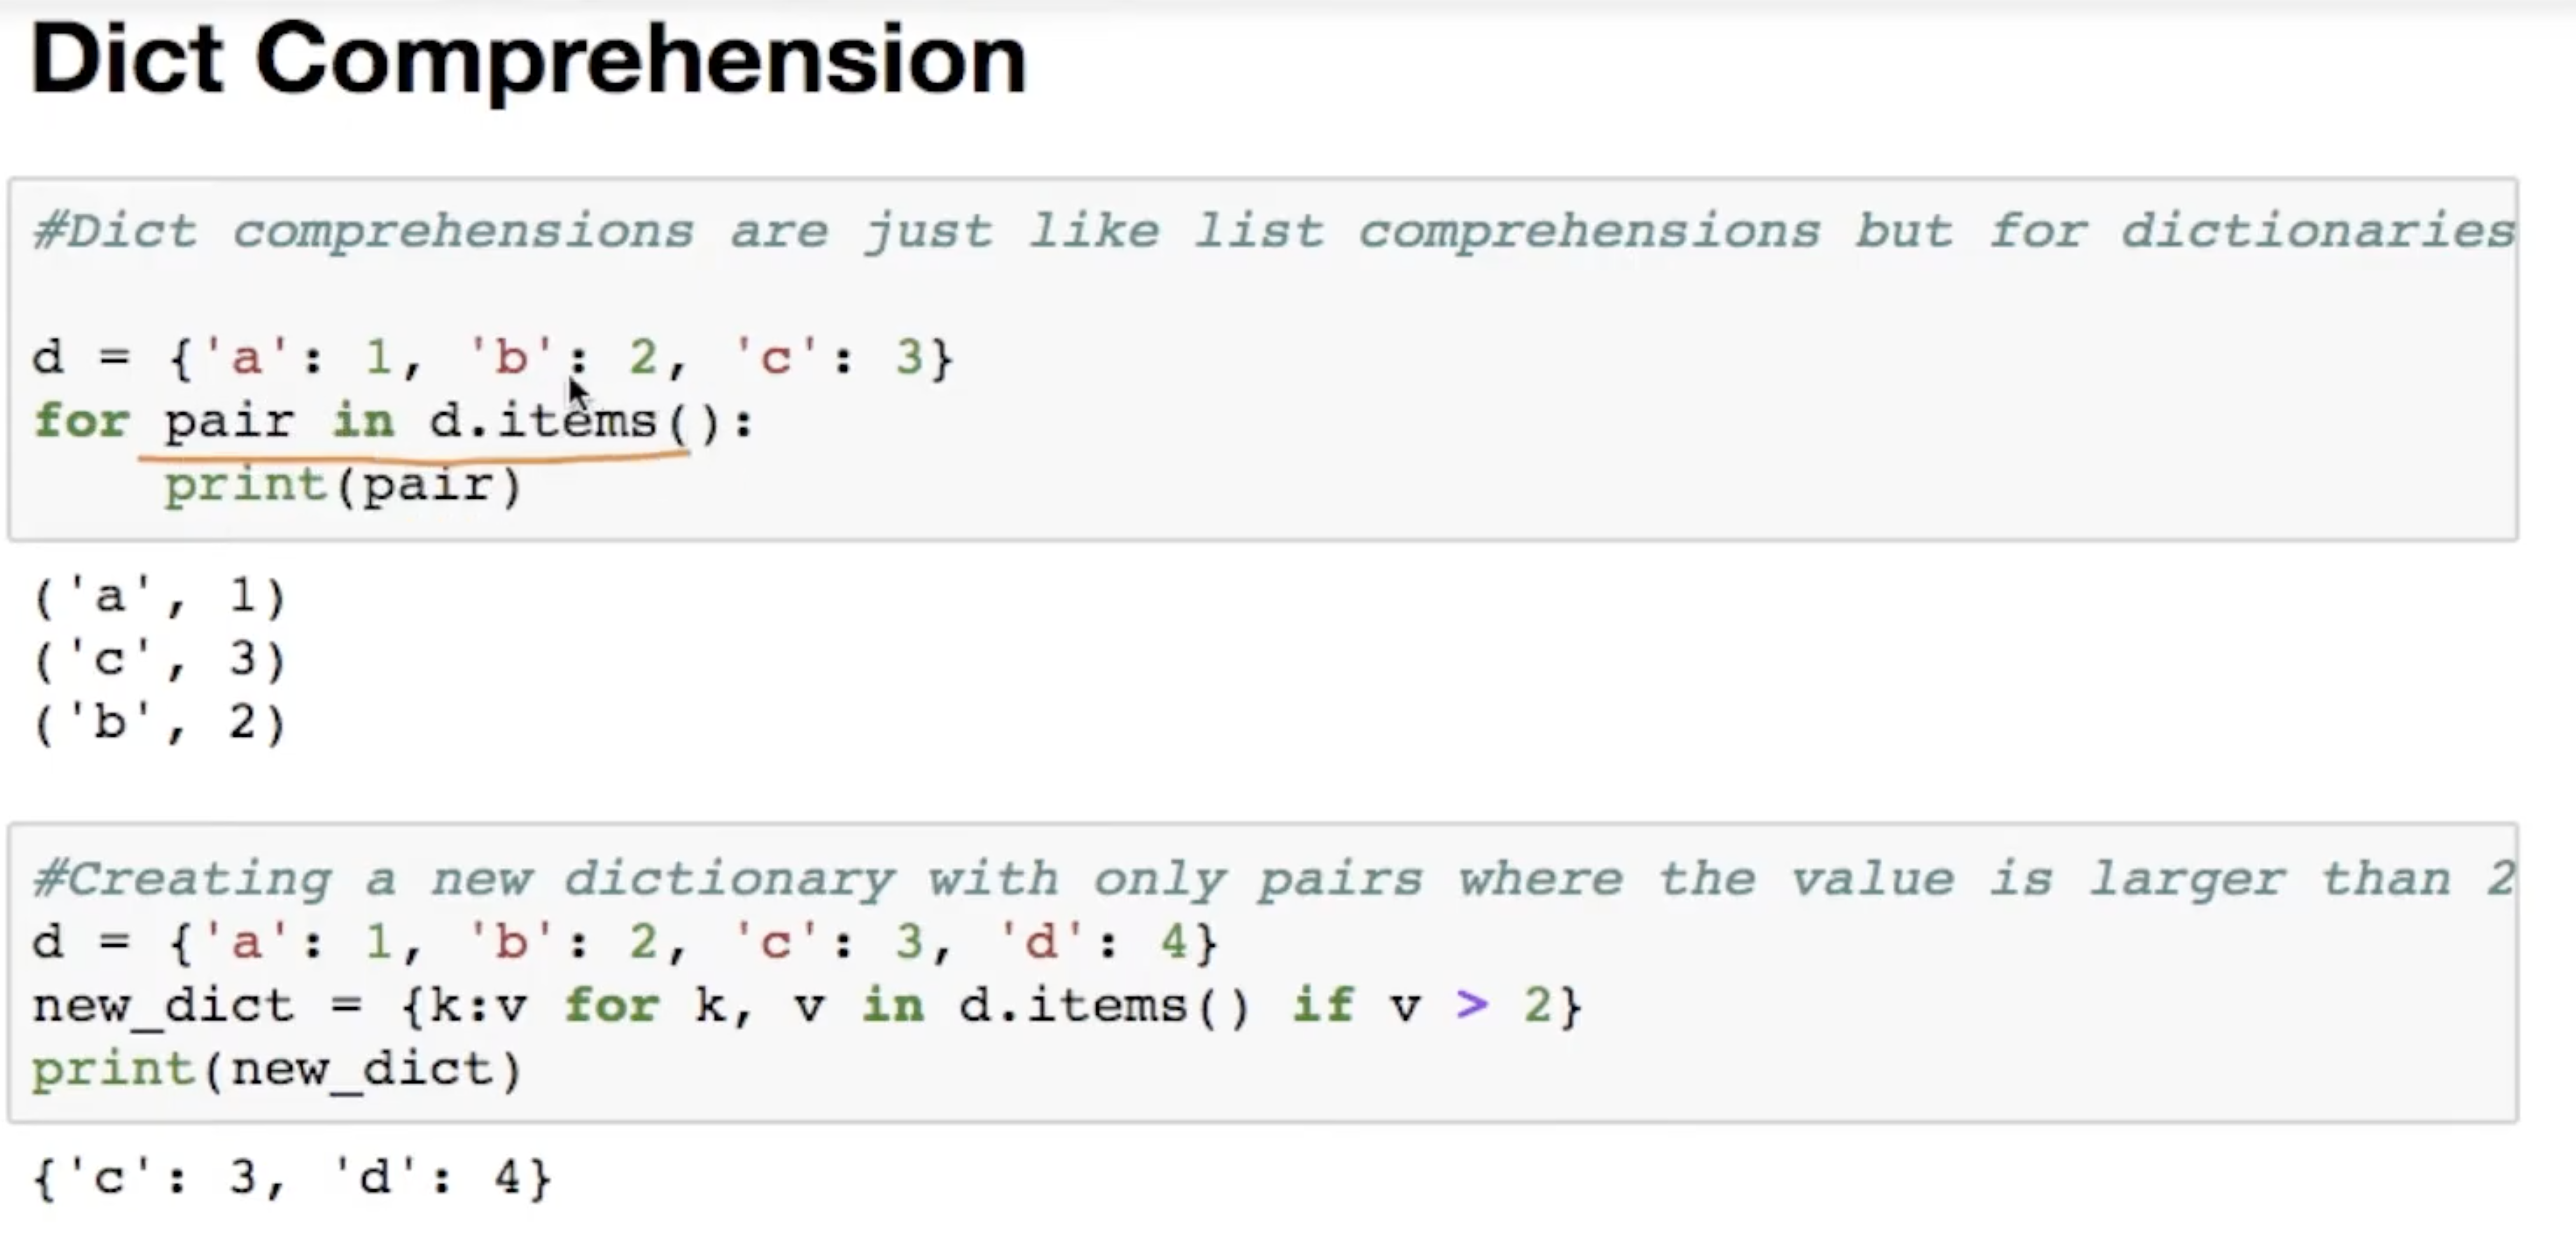 Dict Comprehension
#Dict comprehensions are just like list comprehensions but for dictionaries
d = {'a': 1, 'b': 2, 'c': 3}
for pair in d.items():
    print(pair)
('a', 1)
('c', 3)
('b', 2)
#Creating a new dictionary with only pairs where the value is larger than 2
d = {'a': 1, 'b': 2, 'c': 3, 'd': 4}
new_dict = {k:v for k, v in d.items() if v > 2}
print(new_dict)
{'c': 3, 'd': 4}